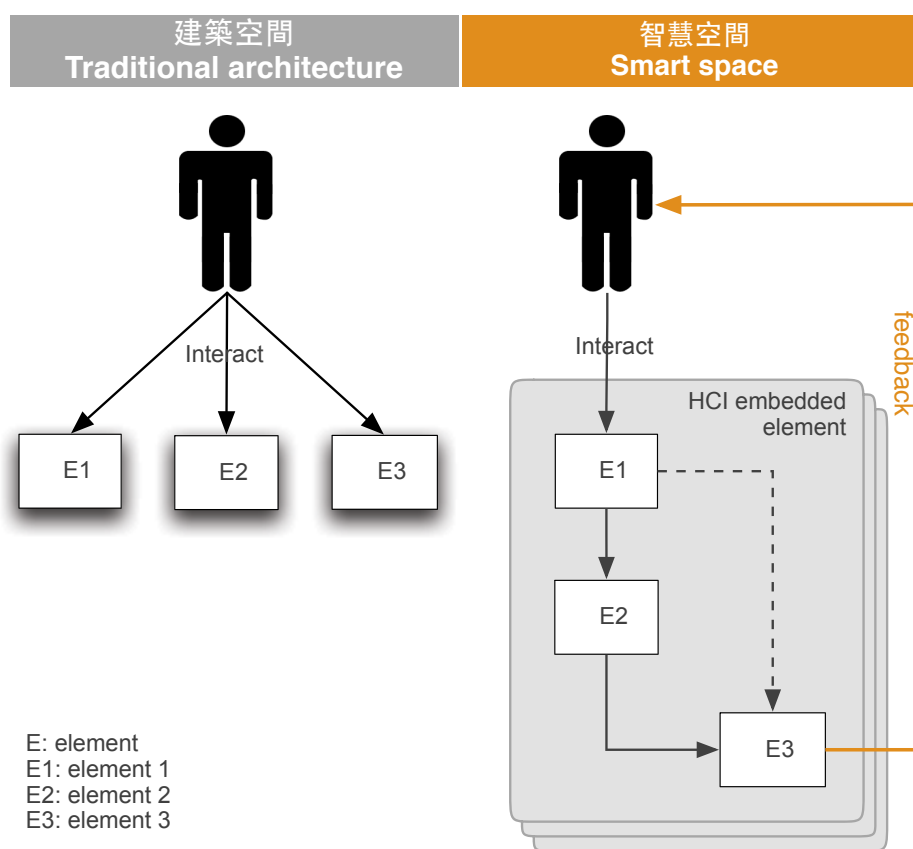 建築空間
Traditional architecture
智慧空間
Smart space
Interact
E1
E2
E3
E: element
E1: element 1
E2: element 2
E3: element 3
Interact
feedback
HCI embedded
element
E1
E2
E3